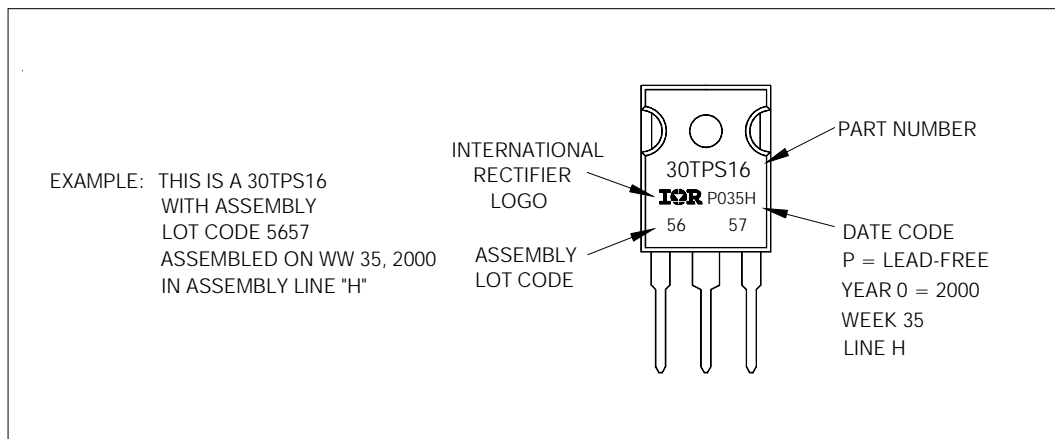 EXAMPLE: THIS IS A 30TPS16
WITH ASSEMBLY
LOT CODE 5657
ASSEMBLED ON WW 35, 2000
IN ASSEMBLY LINE "H"
INTERNATIONAL
RECTIFIER
LOGO
ASSEMBLY
LOT CODE
30TPS16
IOR P035H
56 57
PART NUMBER
DATE CODE
P = LEAD-FREE
YEAR 0 = 2000
WEEK 35
LINE H